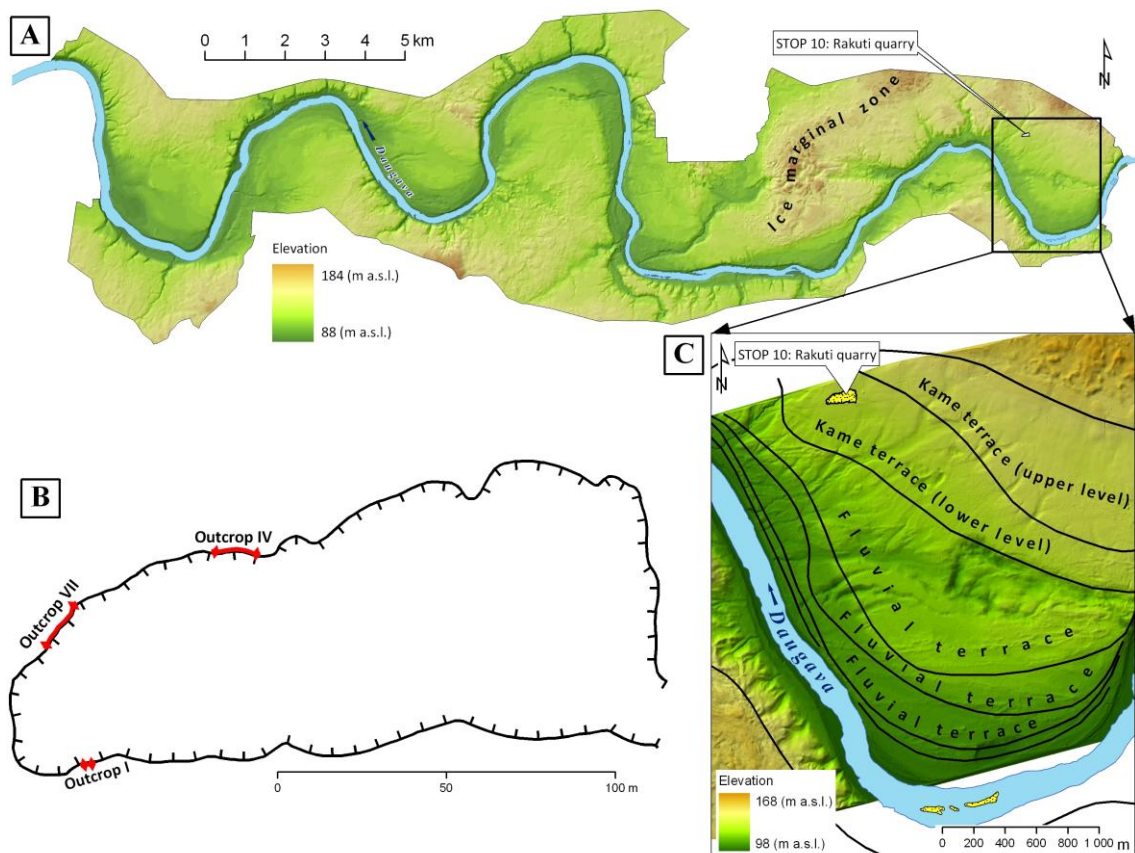 A
0 1 2 3 4 5 km
STOP 10: Rakuti quarry
N
Daugava
Ice marginal zone
Elevation
184 (m a.s.l.)
88 (m a.s.l.)
B
Outcrop IV
Outcrop VII
Outcrop I
0 50 100 m
C
STOP 10: Rakuti quarry
N
Kame terrace (upper level)
Kame terrace (lower level)
Fluvial terrace
Fluvial terrace
Fluvial terrace
Daugava
Elevation
168 (m a.s.l.)
98 (m a.s.l.)
0 200 400 600 800 1 000 m